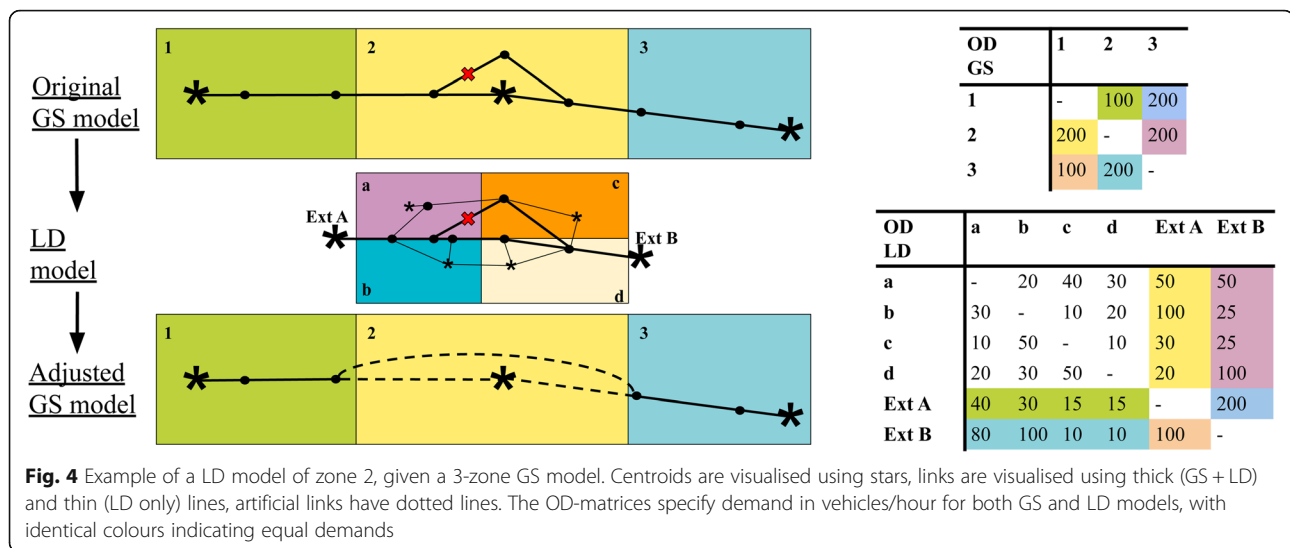 Original
GS model
LD
model
Adjusted
GS model
1 2 3
a c
Ext A
Ext B
b d
1 2 3
OD
GS 1 2 3
1 - 100 200
2 200 - 200
3 100 200 -
OD
LD a b c d Ext A Ext B
a - 20 40 30 50 50
b 30 - 10 20 100 25
c 10 50 - 10 30 25
d 20 30 50 - 20 100
Ext A 40 30 15 15 - 200
Ext B 80 100 10 10 100 -
Fig. 4 Example of a LD model of zone 2, given a 3-zone GS model. Centroids are visualised using stars, links are visualised using thick (GS + LD)
and thin (LD only) lines, artificial links have dotted lines. The OD-matrices specify demand in vehicles/hour for both GS and LD models, with
identical colours indicating equal demands